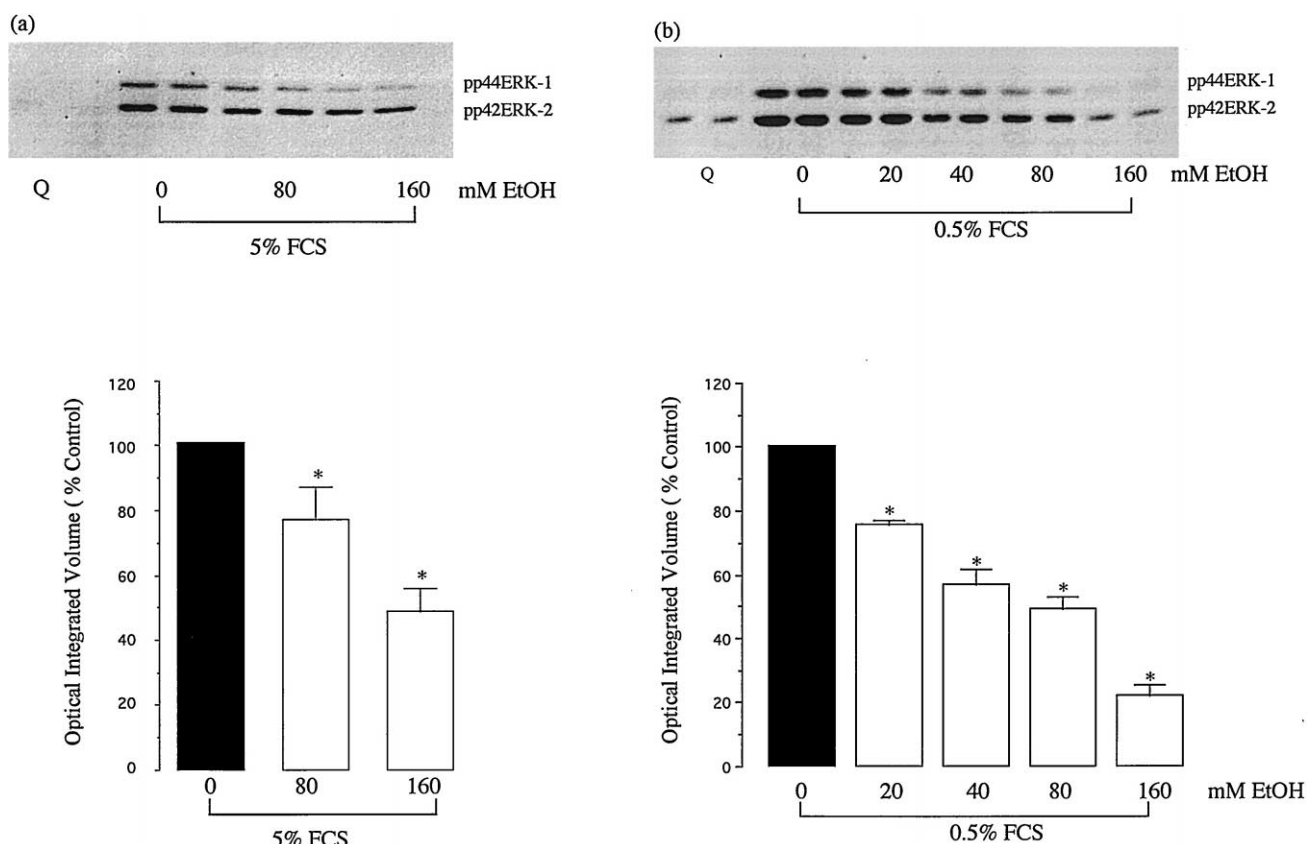 (a)
pp44ERK-1
pp42ERK-2
Q 0 80 160 mM EtOH
5% FCS
(b)
pp44ERK-1
pp42ERK-2
Q 0 20 40 80 160 mM EtOH
0.5% FCS
Optical Integrated Volume ( % Control)
120
100
80
60
40
20
0
*
*
0 80 160
5% FCS
Optical Integrated Volume ( % Control)
120
100
80
60
40
20
0
*
*
*
*
0 20 40 80 160 mM EtOH
0.5% FCS